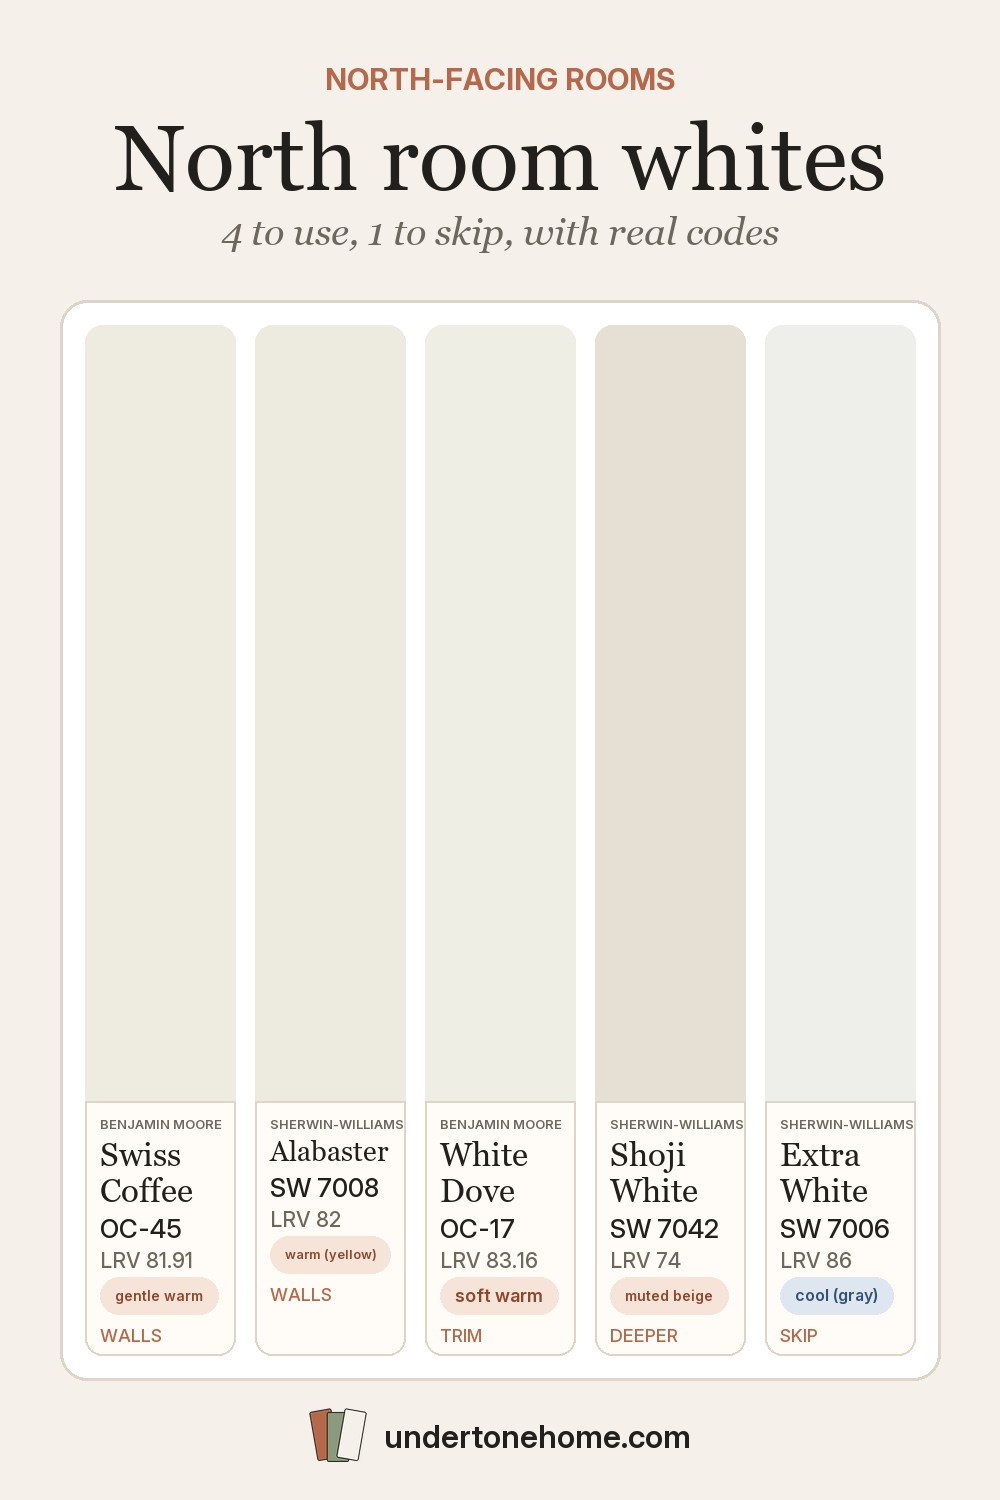 NORTH-FACING ROOMS
North room whites
4 to use, 1 to skip, with real codes
BENJAMIN MOORE
Swiss
Coffee
OC-45
LRV 81.91
gentle warm
WALLS
SHERWIN-WILLIAMS
Alabaster
SW 7008
LRV 82
warm (yellow)
WALLS
BENJAMIN MOORE
White
Dove
OC-17
LRV 83.16
soft warm
TRIM
SHERWIN-WILLIAMS
Shoji
White
SW 7042
LRV 74
muted beige
DEEPER
SHERWIN-WILLIAMS
Extra
White
SW 7006
LRV 86
cool (gray)
SKIP
undertonehome.com